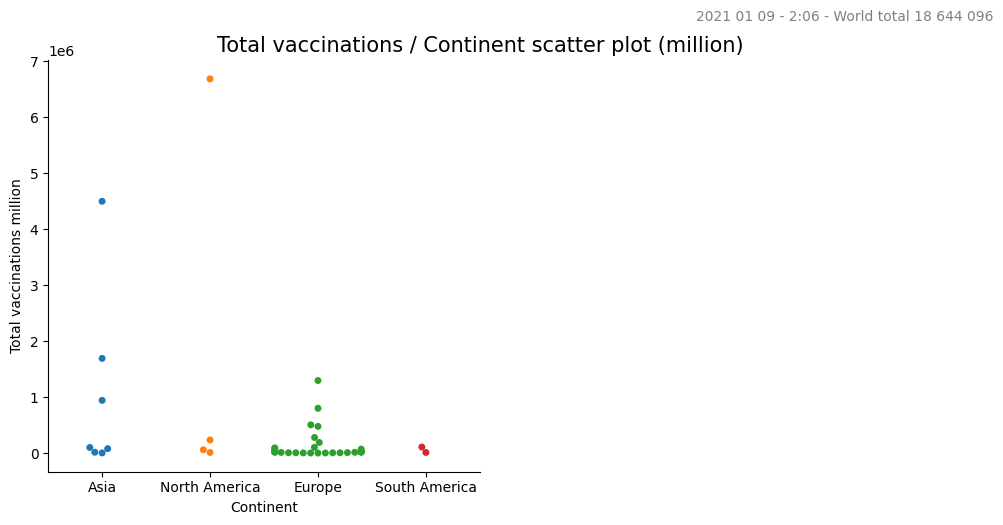 2021 01 09 - 2:06 - World total 18 644 096
Total vaccinations / Continent scatter plot (million)
1e6
7
6
5
4
3
2
1
0
Total vaccinations million
Asia North America Europe South America
Continent